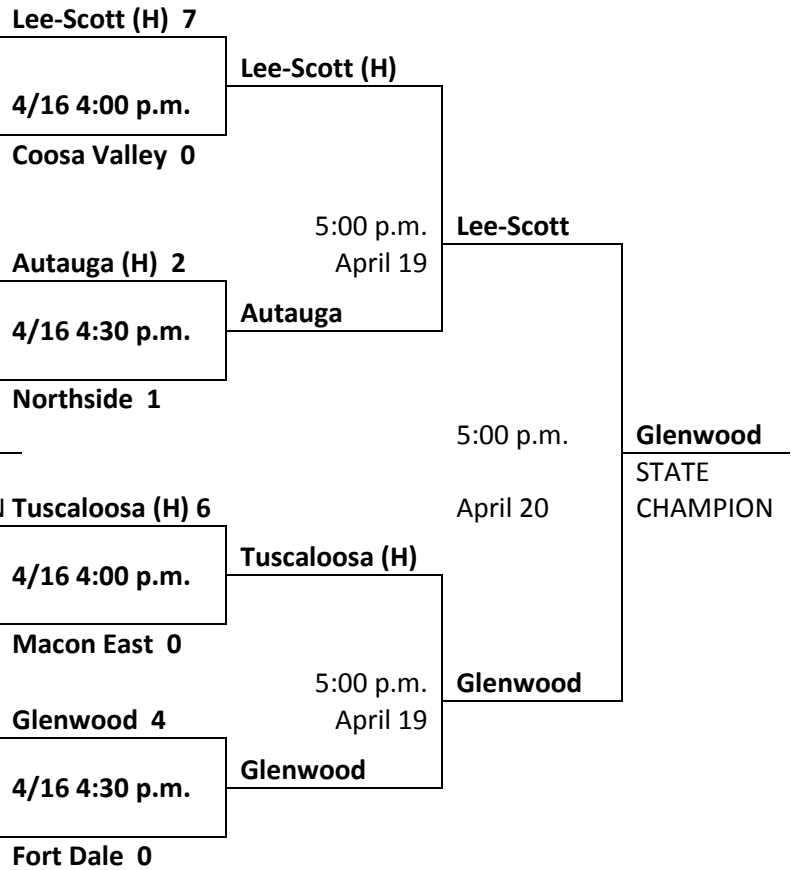 Lee-Scott (H) 7
Lee-Scott (H)
4/16 4:00 p.m.
Coosa Valley 0
5:00 p.m.
Lee-Scott
Autauga (H) 2
April 19
Autauga
4/16 4:30 p.m.
Northside 1
5:00 p.m.
Glenwood
STATE
Tuscaloosa (H) 6
April 20
CHAMPION
Tuscaloosa (H)
4/16 4:00 p.m.
Macon East 0
5:00 p.m.
Glenwood
Glenwood 4
April 19
Glenwood
4/16 4:30 p.m.
Fort Dale 0